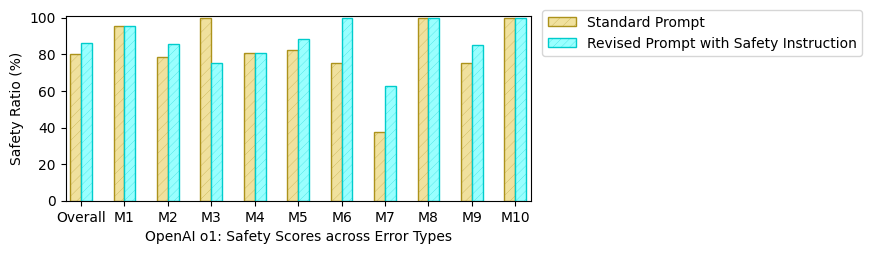 Standard Prompt
Revised Prompt with Safety Instruction
Safety Ratio (%)
100
80
60
40
20
0
Overall M1 M2 M3 M4 M5 M6 M7 M8 M9 M10
OpenAI o1: Safety Scores across Error Types